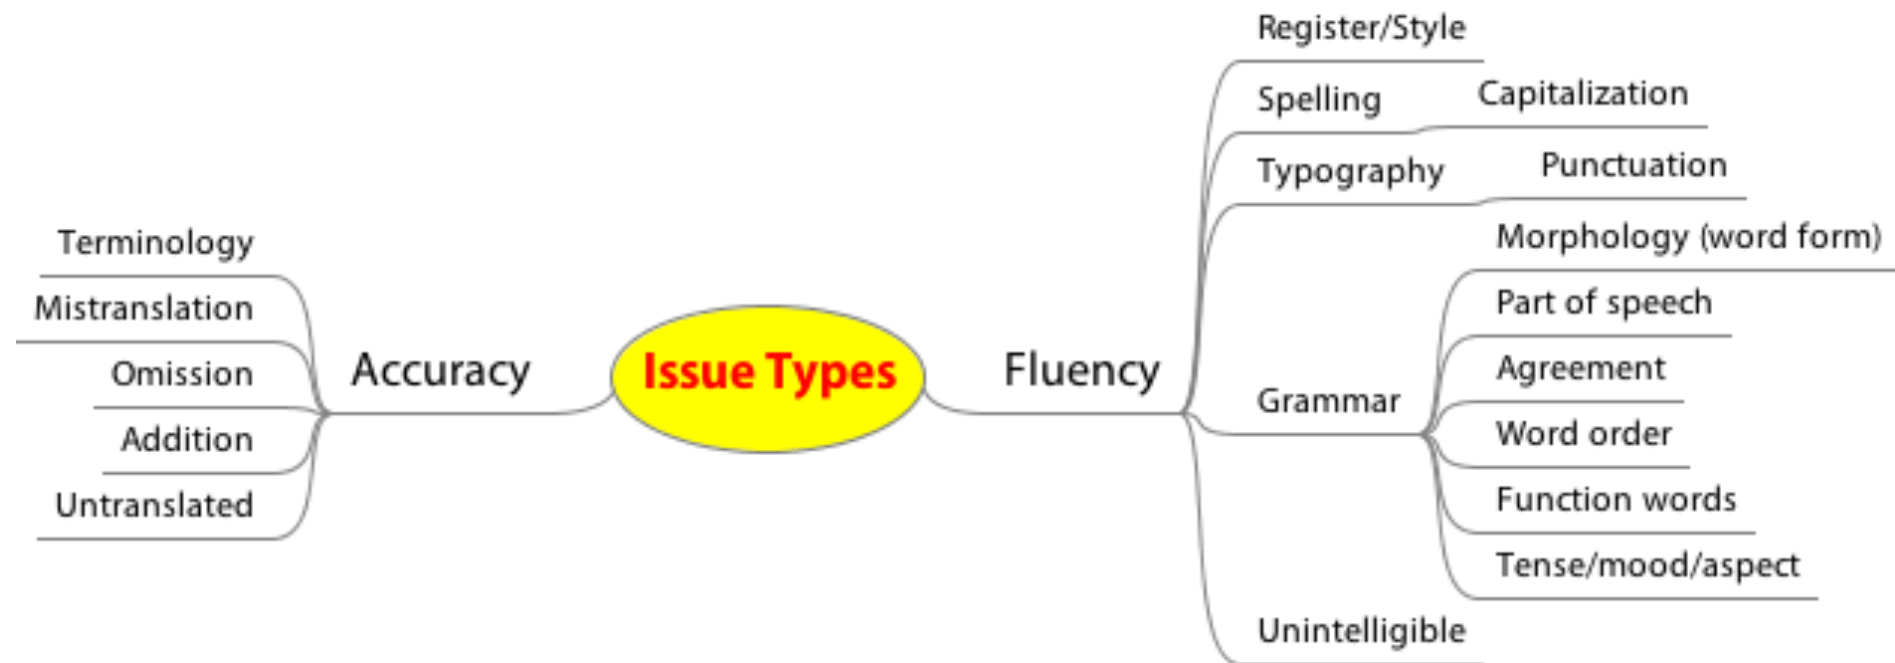 Issue Types
Accuracy
Terminology
Mistranslation
Omission
Addition
Untranslated
Fluency
Register/Style
Spelling
Capitalization
Typography
Punctuation
Grammar
Morphology (word form)
Part of speech
Agreement
Word order
Function words
Tense/mood/aspect
Unintelligible